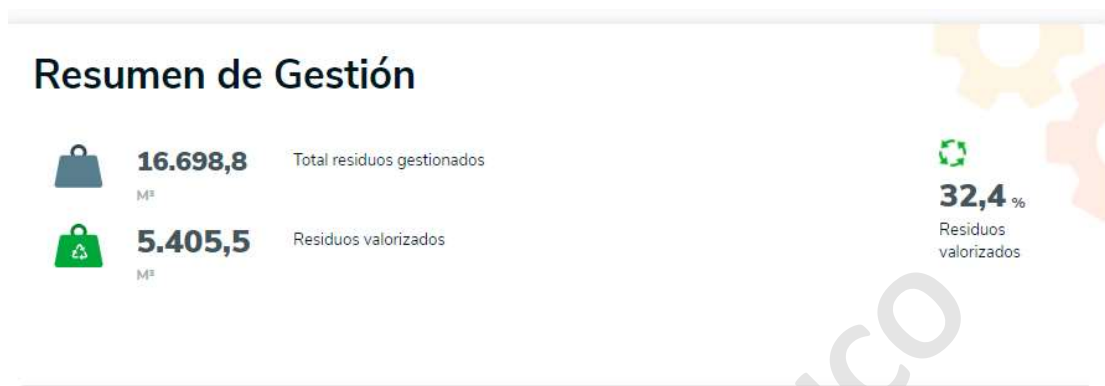 Resumen de Gestión
16.698,8
Total residuos gestionados
M³
5.405,5
Residuos valorizados
M³
32,4 %
Residuos
valorizados